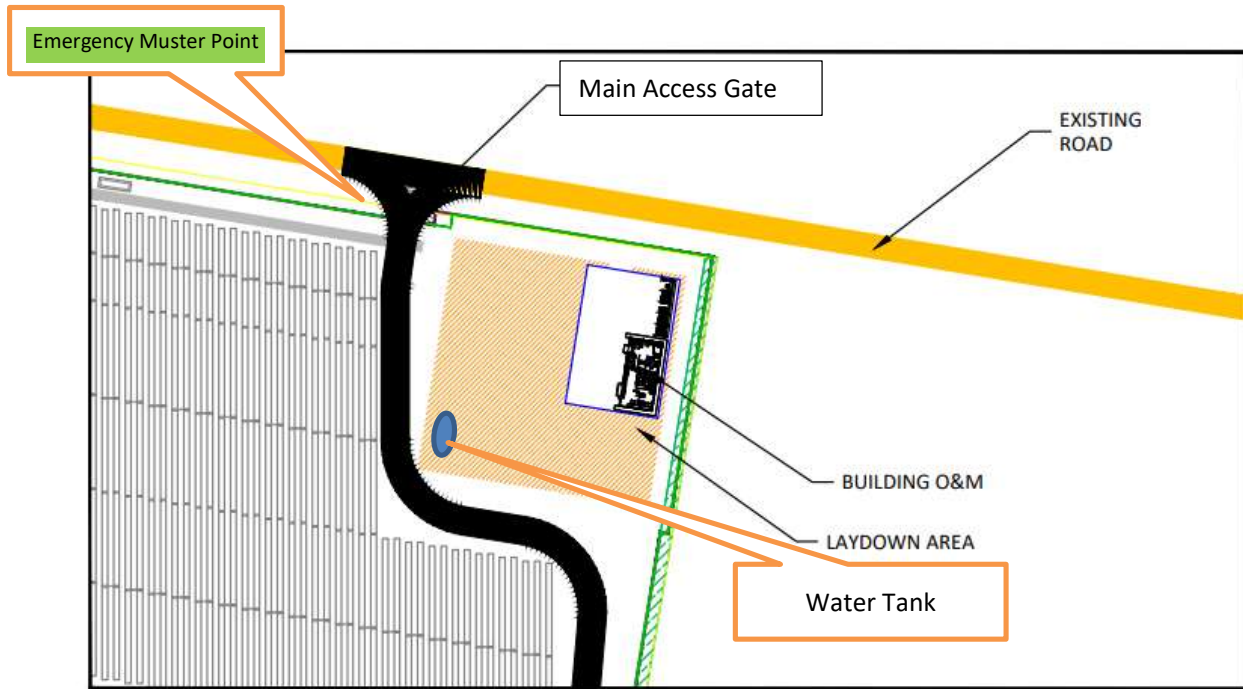 Emergency Muster Point
Main Access Gate
EXISTING
ROAD
BUILDING O&M
LAYDOWN AREA
Water Tank